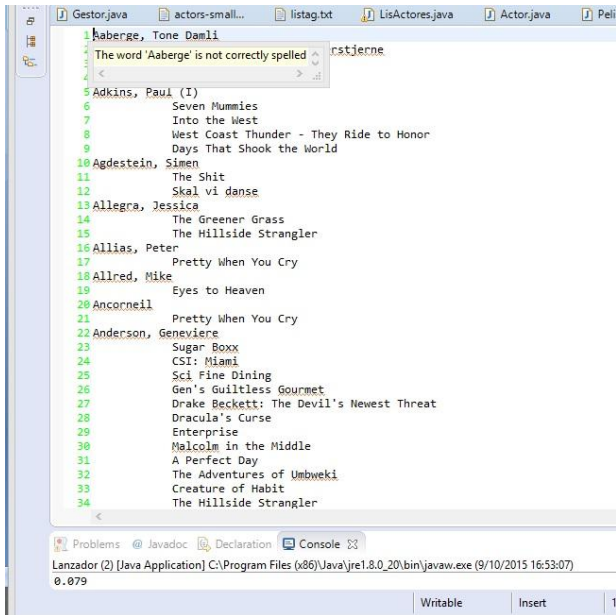 Gestor.java actors-small... listag.txt LisActores.java Actor.java Peli
1 Aaberge, Tone Damli
The word 'Aaberge' is not correctly spelled rstjerne
5 Adkins, Paul (I)
6 Seven Mummies
7 Into the West
8 West Coast Thunder - They Ride to Honor
9 Days That Shook the World
10 Agdestein, Simen
11 The Shit
12 Skal vi danse
13 Allegra, Jessica
14 The Greener Grass
15 The Hillside Strangler
16 Allias, Peter
17 Pretty When You Cry
18 Allred, Mike
19 Eyes to Heaven
20 Ancorneil
21 Pretty When You Cry
22 Anderson, Genevieve
23 Sugar Boxx
24 CSI: Miami
25 Sci Fine Dining
26 Gen's Guiltless Gourmet
27 Drake Beckett: The Devil's Newest Threat
28 Dracula's Curse
29 Enterprise
30 Malcolm in the Middle
31 A Perfect Day
32 The Adventures of Umbweki
33 Creature of Habit
34 The Hillside Strangler
Problems @ Javadoc Declaration Console
Lanzador (2) [Java Application] C:\Program Files (x86)\Java\jre1.8.0_20\bin\javaw.exe (9/10/2015 16:53:07)
0.079
Writable Insert 1